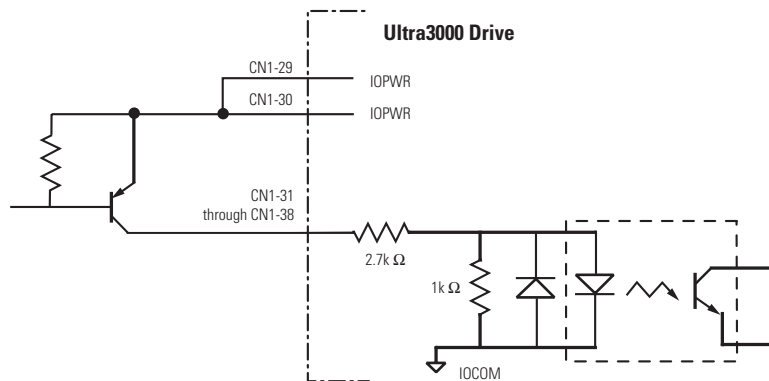 Ultra3000 Drive
CN1-29
IOPWR
CN1-30
IOPWR
CN1-31
through CN1-38
2.7k Ω
1k Ω
IOCOM